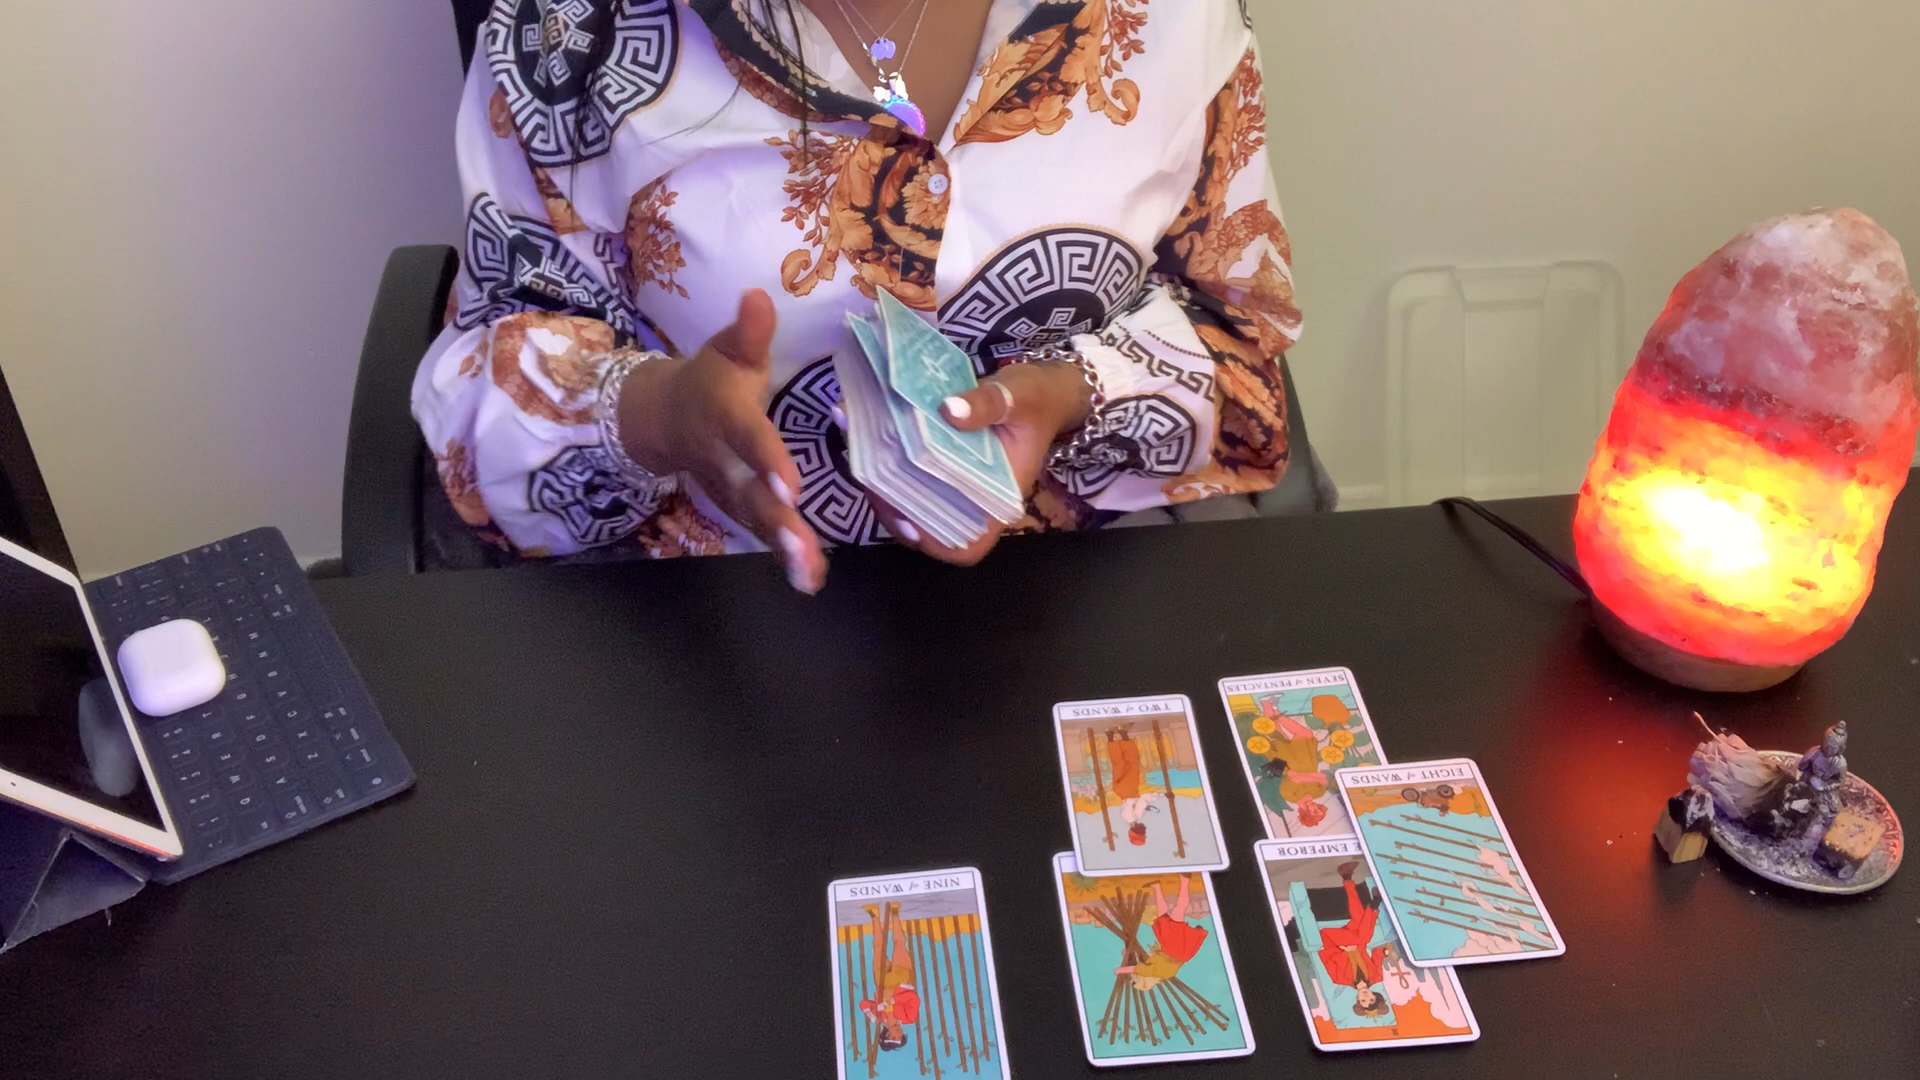 SEVEN of PENTACLES
TWO of WANDS
EIGHT of WANDS
E EMPEROR
NINE of WANDS